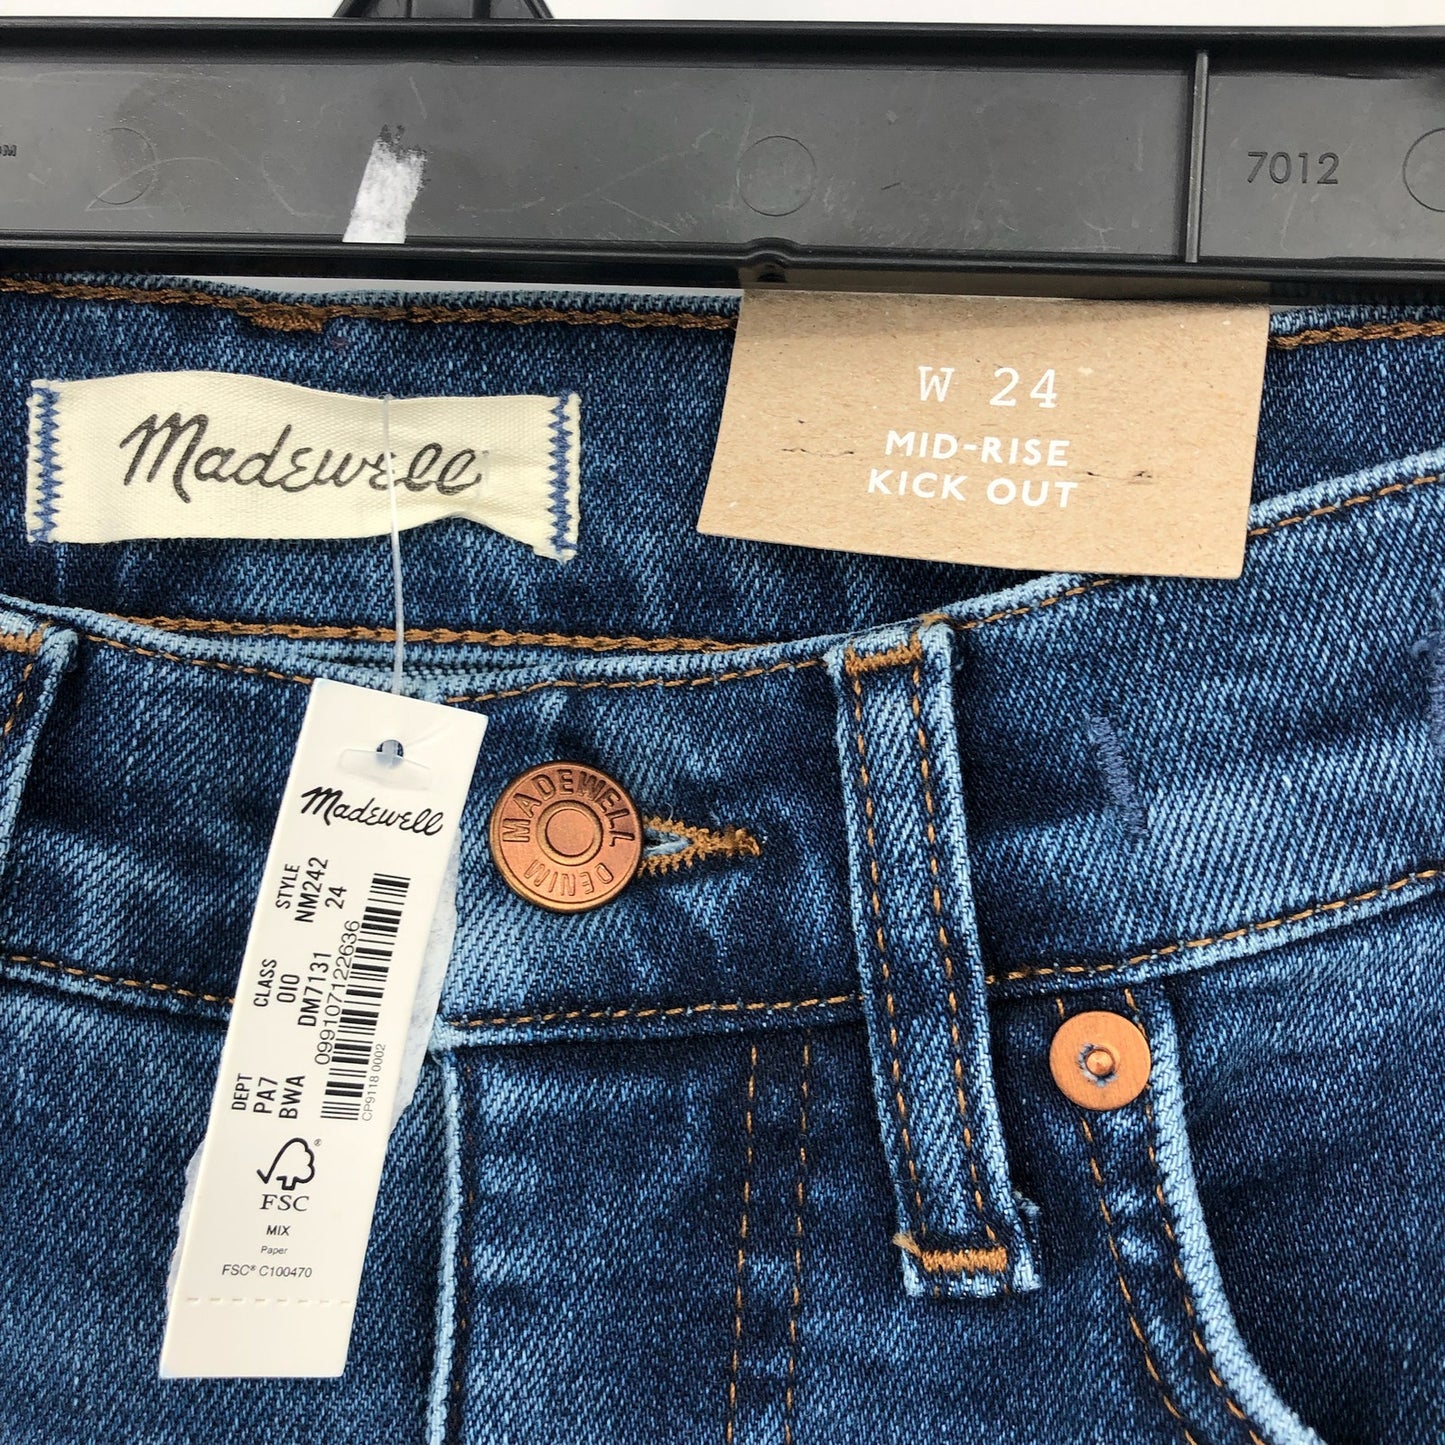 7012
Madewell
W 24
MID-RISE
KICK OUT
MADEWELL DENIM
Madewell
DEPT CLASS STYLE
PA7 010 NM242
BWA DM7131 24
099107122636
CP9118 0002
FSC®
MIX
Paper
FSC® C100470